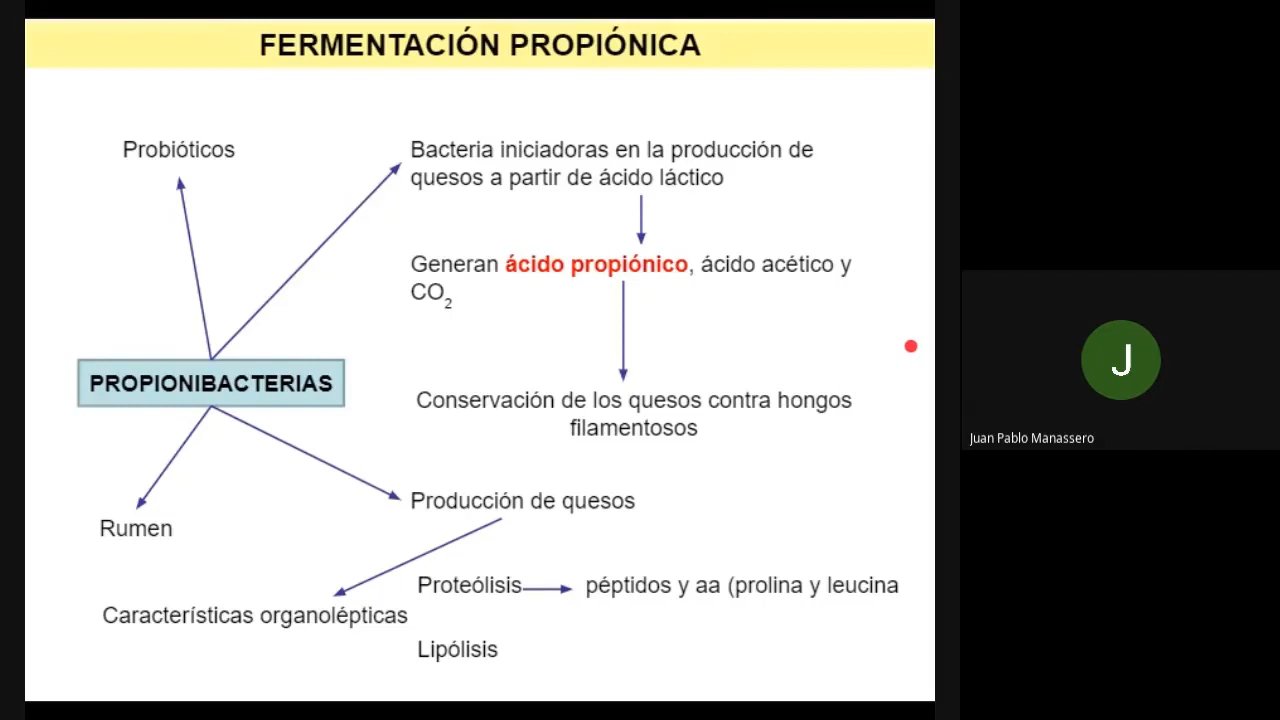 FERMENTACIÓN PROPIÓNICA
Probióticos
Bacteria iniciadoras en la producción de
quesos a partir de ácido láctico
Generan ácido propiónico, ácido acético y
CO₂
PROPIONIBACTERIAS
Conservación de los quesos contra hongos
filamentosos
Producción de quesos
Rumen
Proteólisis péptidos y aa (prolina y leucina
Características organolépticas
Lipólisis
J
Juan Pablo Manassero